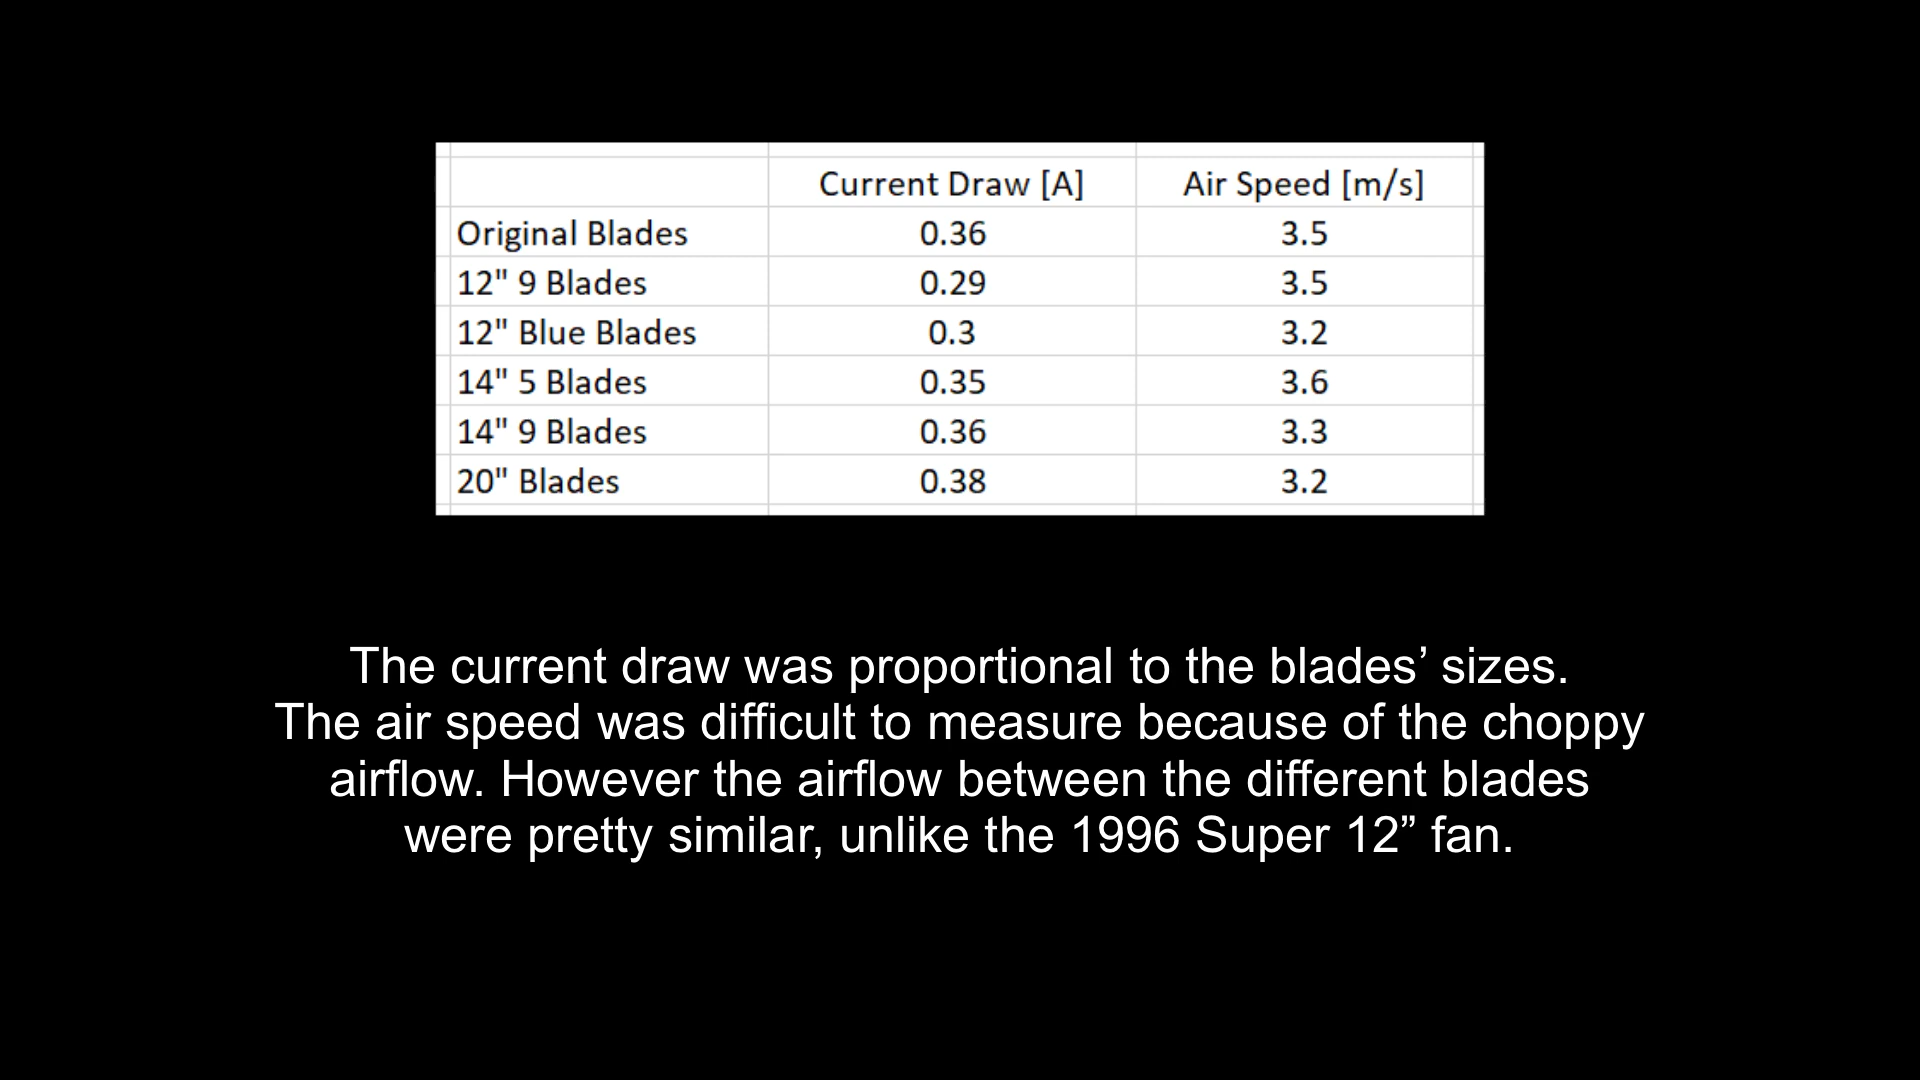 Current Draw [A] Air Speed [m/s]
Original Blades 0.36 3.5
12" 9 Blades 0.29 3.5
12" Blue Blades 0.3 3.2
14" 5 Blades 0.35 3.6
14" 9 Blades 0.36 3.3
20" Blades 0.38 3.2
The current draw was proportional to the blades’ sizes.
The air speed was difficult to measure because of the choppy
airflow. However the airflow between the different blades
were pretty similar, unlike the 1996 Super 12” fan.